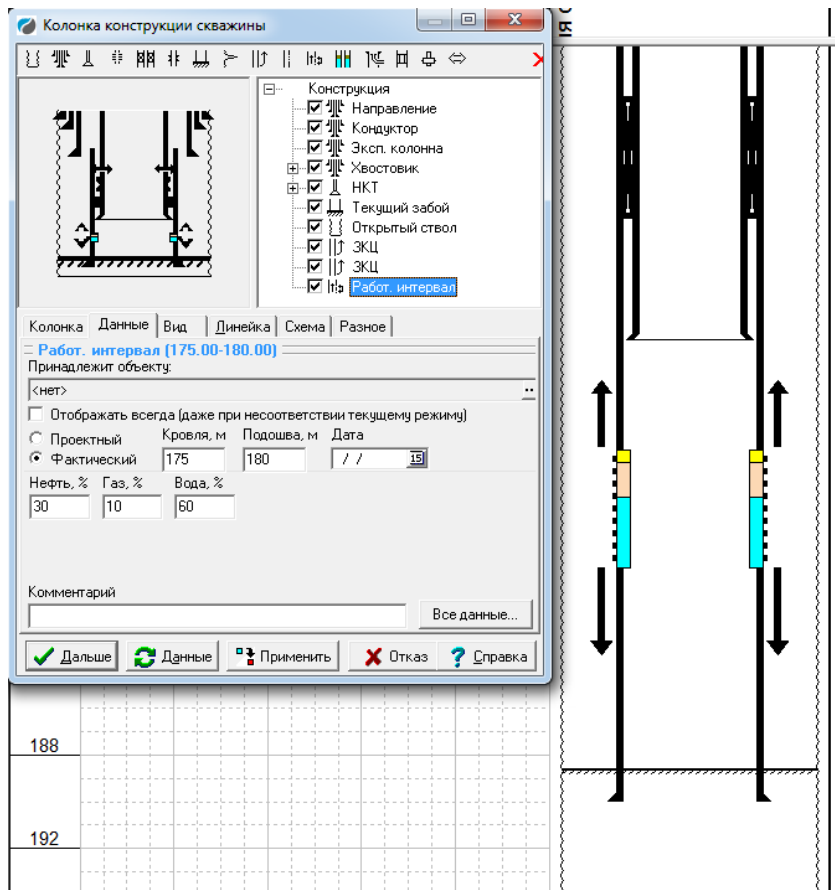 Колонка конструкции скважины
Конструкция
Направление
Кондуктор
Эксп. колонна
Хвостовик
НКТ
Текущий забой
Открытый ствол
ЗКЦ
ЗКЦ
Работ. интервал
Колонка Данные Вид Линейка Схема Разное
Работ. интервал (175.00-180.00)
Принадлежит объекту:
<нет> ..
Отображать всегда (даже при несоответствии текущему режиму)
Проектный Кровля, м Подошва, м Дата
Фактический 175 180 / / 15
Нефть, % Газ, % Вода, %
30 10 60
Комментарий
Все данные...
Дальше Данные Применить Отказ Справка
188
192